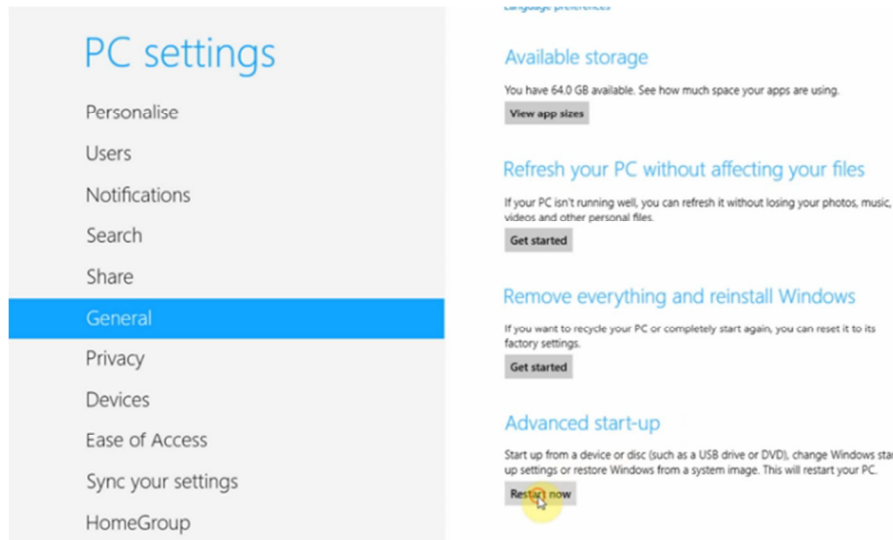 PC settings
Personalise
Users
Notifications
Search
Share
General
Privacy
Devices
Ease of Access
Sync your settings
HomeGroup
Language preferences
Available storage
You have 64.0 GB available. See how much space your apps are using.
View app sizes
Refresh your PC without affecting your files
If your PC isn't running well, you can refresh it without losing your photos, music,
videos and other personal files.
Get started
Remove everything and reinstall Windows
If you want to recycle your PC or completely start again, you can reset it to its
factory settings.
Get started
Advanced start-up
Start up from a device or disc (such as a USB drive or DVD), change Windows star
up settings or restore Windows from a system image. This will restart your PC.
Restart now